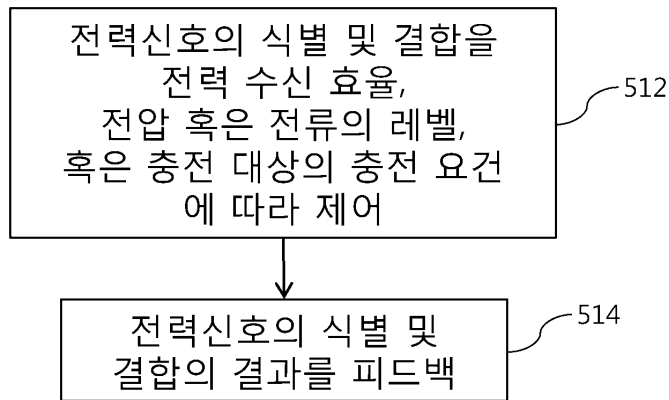 전력신호의 식별 및 결합을
전력 수신 효율,
전압 혹은 전류의 레벨,
혹은 충전 대상의 충전 요건
에 따라 제어
512
전력신호의 식별 및
결합의 결과를 피드백
514